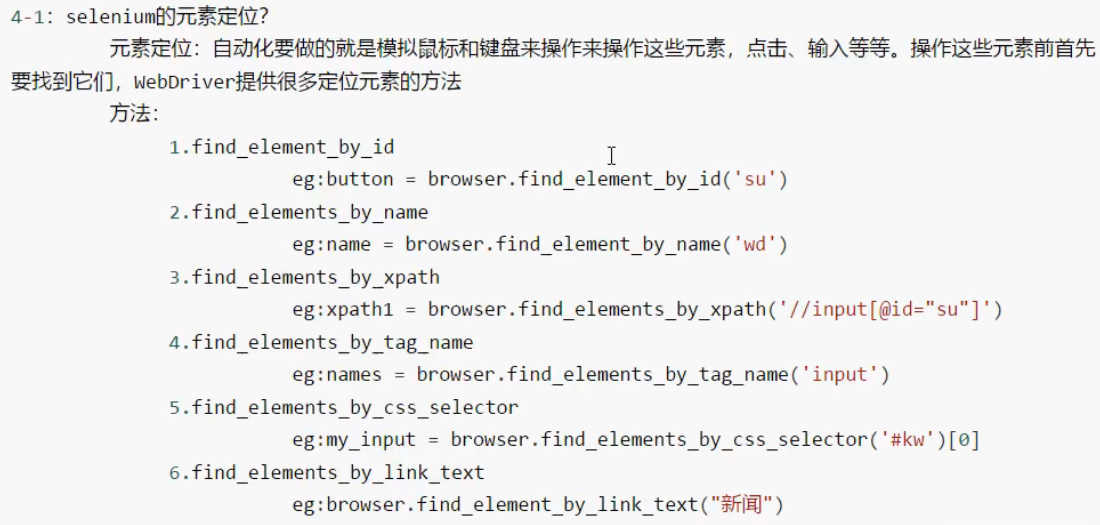 4-1：selenium的元素定位？
元素定位：自动化要做的就是模拟鼠标和键盘来操作来操作这些元素，点击、输入等等。操作这些元素前首先
要找到它们，WebDriver提供很多定位元素的方法
方法：
1.find_element_by_id
eg:button = browser.find_element_by_id('su')
2.find_elements_by_name
eg:name = browser.find_element_by_name('wd')
3.find_elements_by_xpath
eg:xpath1 = browser.find_elements_by_xpath('//input[@id="su"]')
4.find_elements_by_tag_name
eg:names = browser.find_elements_by_tag_name('input')
5.find_elements_by_css_selector
eg:my_input = browser.find_elements_by_css_selector('#kw')[0]
6.find_elements_by_link_text
eg:browser.find_element_by_link_text("新闻")